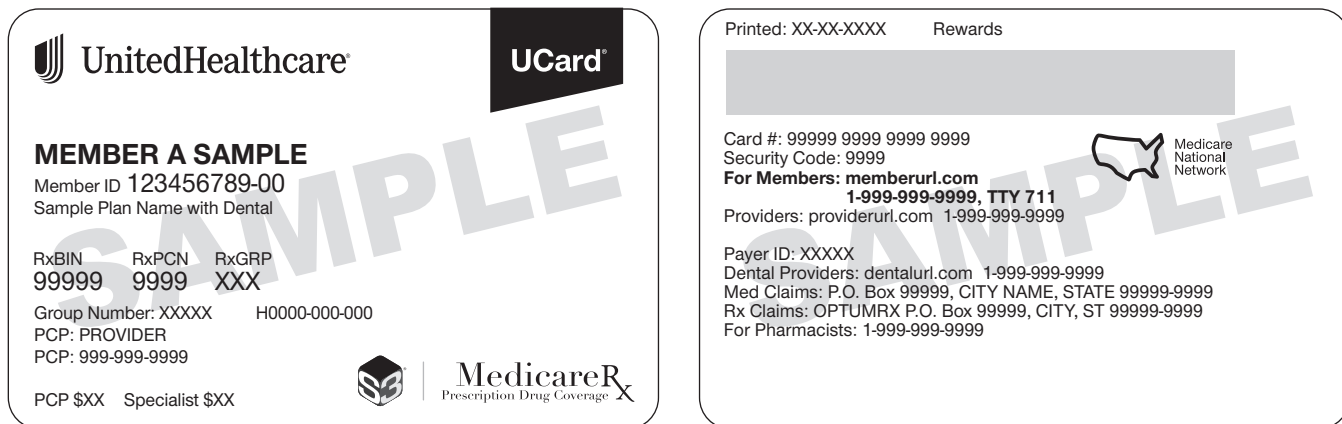 UnitedHealthcare®
UCard®
MEMBER A SAMPLE
Member ID 123456789-00
Sample Plan Name with Dental
RxBIN RxPCN RxGRP
99999 9999 XXX
Group Number: XXXXX H0000-000-000
PCP: PROVIDER
PCP: 999-999-9999
PCP $XX Specialist $XX
S3®
MedicareRx
Prescription Drug Coverage
SAMPLE
Printed: XX-XX-XXXX Rewards
Card #: 99999 9999 9999 9999
Security Code: 9999
For Members: memberurl.com
1-999-999-9999, TTY 711
Providers: providerurl.com 1-999-999-9999
Medicare
National
Network
Payer ID: XXXXX
Dental Providers: dentalurl.com 1-999-999-9999
Med Claims: P.O. Box 99999, CITY NAME, STATE 99999-9999
Rx Claims: OPTUMRX P.O. Box 99999, CITY, ST 99999-9999
For Pharmacists: 1-999-999-9999
SAMPLE